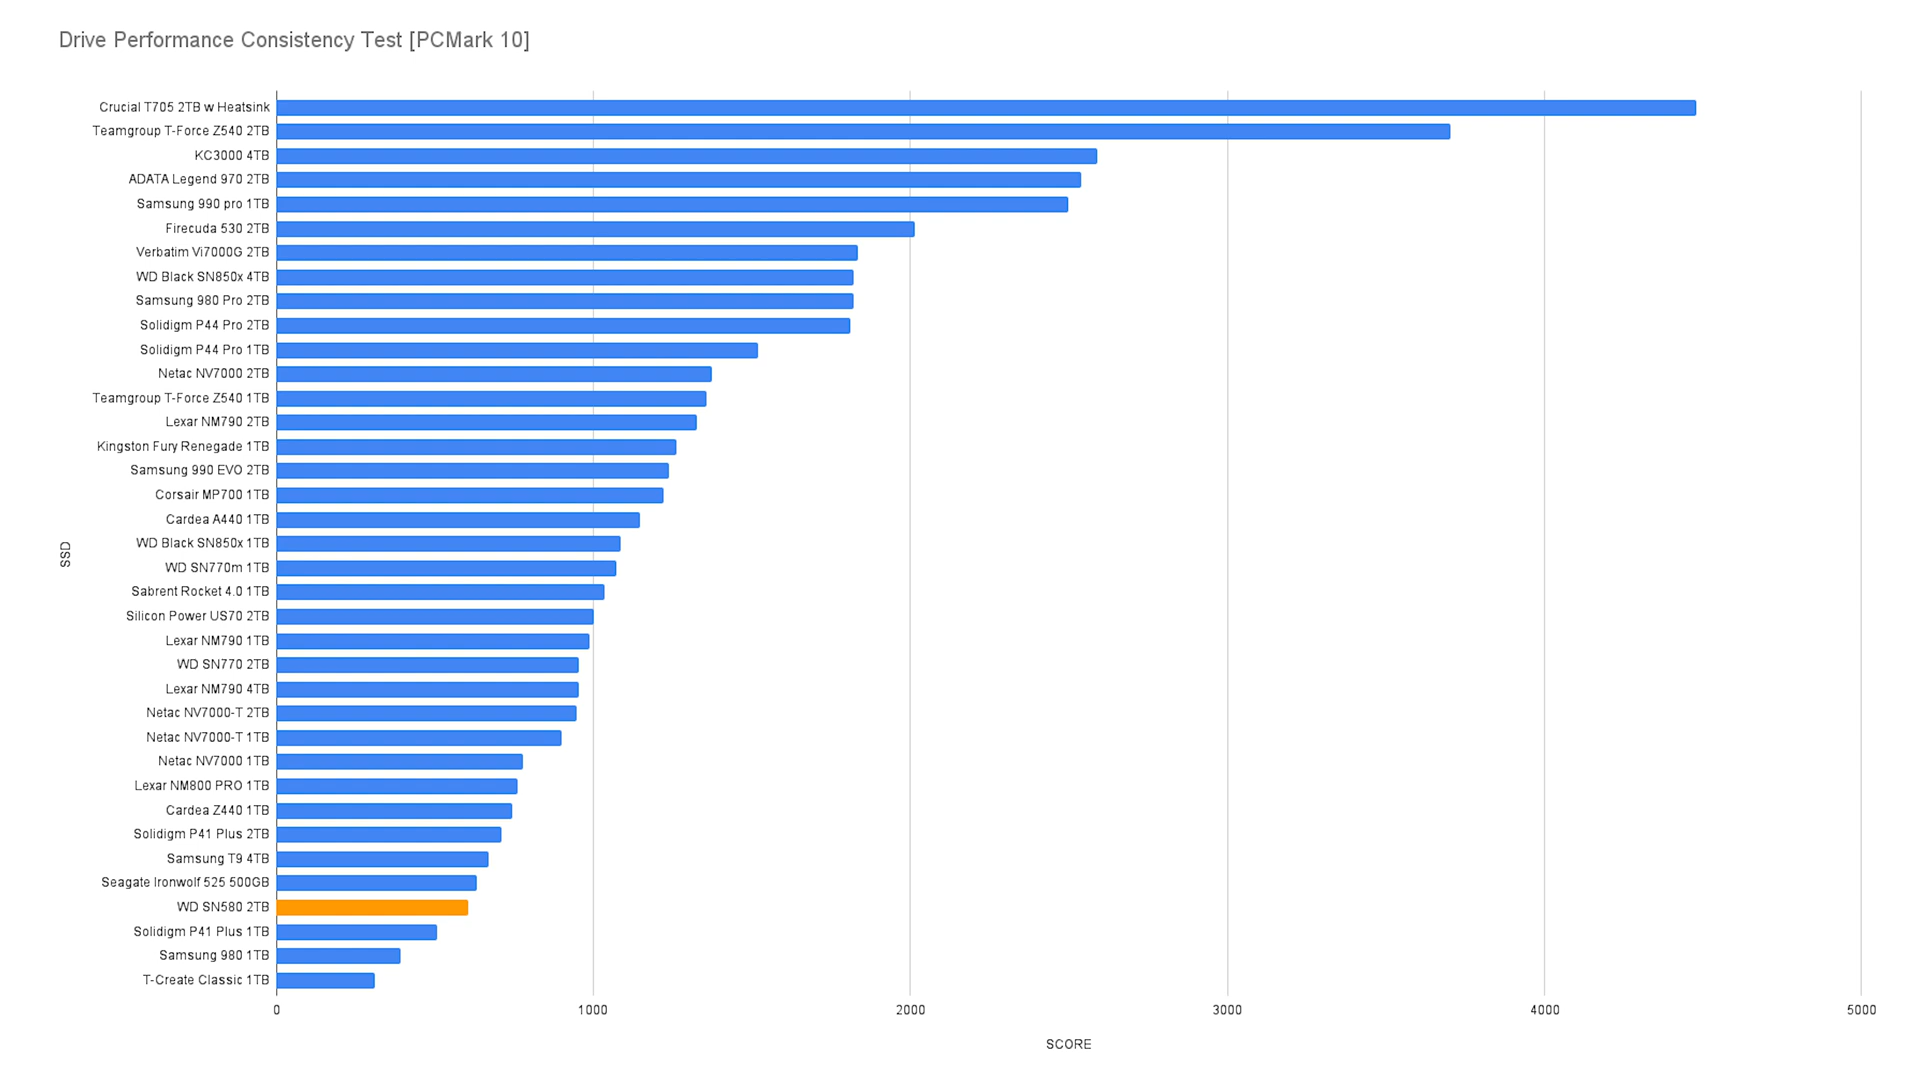 Drive Performance Consistency Test [PCMark 10]
Crucial T705 2TB w Heatsink
Teamgroup T-Force Z540 2TB
KC3000 4TB
ADATA Legend 970 2TB
Samsung 990 pro 1TB
Firecuda 530 2TB
Verbatim Vi7000G 2TB
WD Black SN850x 4TB
Samsung 980 Pro 2TB
Solidigm P44 Pro 2TB
Solidigm P44 Pro 1TB
Netac NV7000 2TB
Teamgroup T-Force Z540 1TB
Lexar NM790 2TB
Kingston Fury Renegade 1TB
Samsung 990 EVO 2TB
Corsair MP700 1TB
Cardea A440 1TB
WD Black SN850x 1TB
WD SN770m 1TB
Sabrent Rocket 4.0 1TB
Silicon Power US70 2TB
Lexar NM790 1TB
WD SN770 2TB
Lexar NM790 4TB
Netac NV7000-T 2TB
Netac NV7000-T 1TB
Netac NV7000 1TB
Lexar NM800 PRO 1TB
Cardea Z440 1TB
Solidigm P41 Plus 2TB
Samsung T9 4TB
Seagate Ironwolf 525 500GB
WD SN580 2TB
Solidigm P41 Plus 1TB
Samsung 980 1TB
T-Create Classic 1TB
SSD
0 1000 2000 3000 4000 5000
SCORE